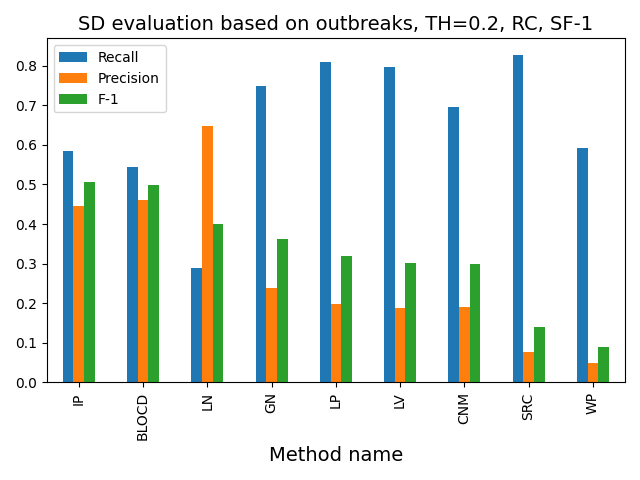 SD evaluation based on outbreaks, TH=0.2, RC, SF-1
Recall
Precision
F-1
0.8
0.7
0.6
0.5
0.4
0.3
0.2
0.1
0.0
IP
BLOCD
LN
GN
LP
LV
CNM
SRC
WP
Method name